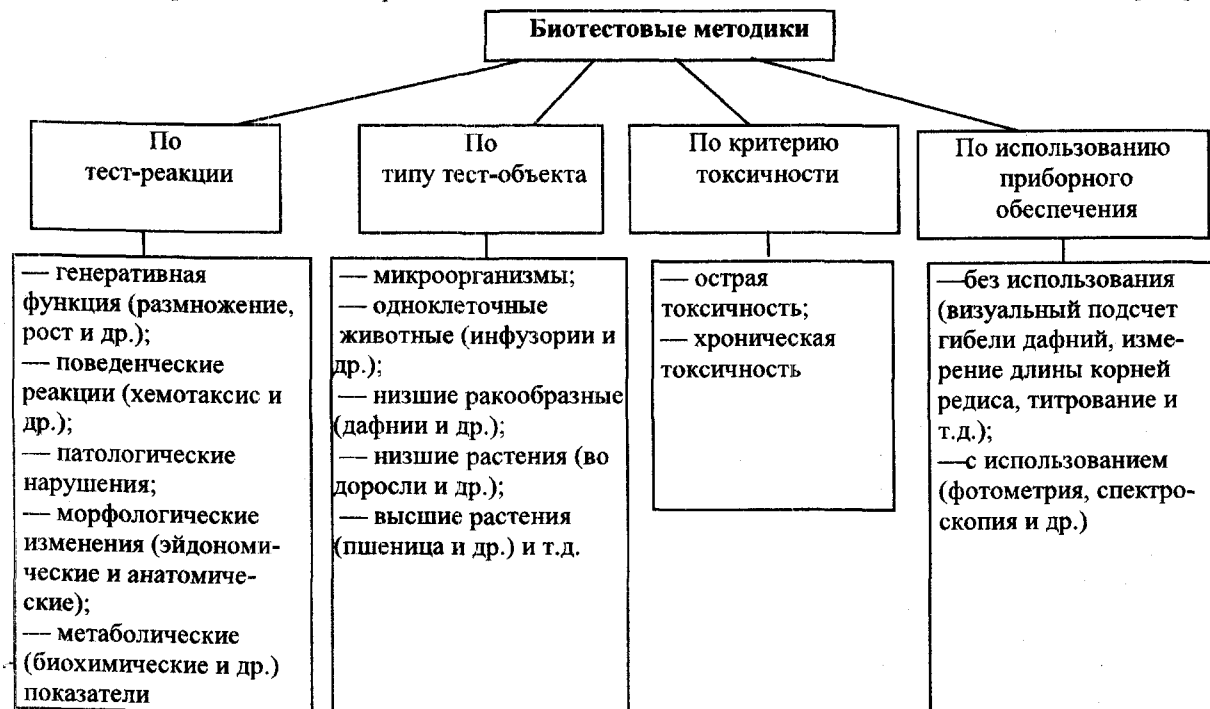 Биотестовые методики
По
тест-реакции
По
типу тест-объекта
По критерию
токсичности
По использованию
приборного
обеспечения
— генеративная
функция (размножение,
рост и др.);
— поведенческие
реакции (хемотаксис и
др.);
— патологические
нарушения;
— морфологические
изменения (эйдономи-
ческие и анатомиче-
ские);
— метаболические
(биохимические и др.)
показатели
— микроорганизмы;
— одноклеточные
животные (инфузории и
др.);
— низшие ракообразные
(дафнии и др.);
— низшие растения (во
доросли и др.);
— высшие растения
(пшеница и др.) и т.д.
— острая
токсичность;
— хроническая
токсичность
—без использования
(визуальный подсчет
гибели дафний, изме-
рение длины корней
редиса, титрование и
т.д.);
—с использованием
(фотометрия, спектро-
скопия и др.)